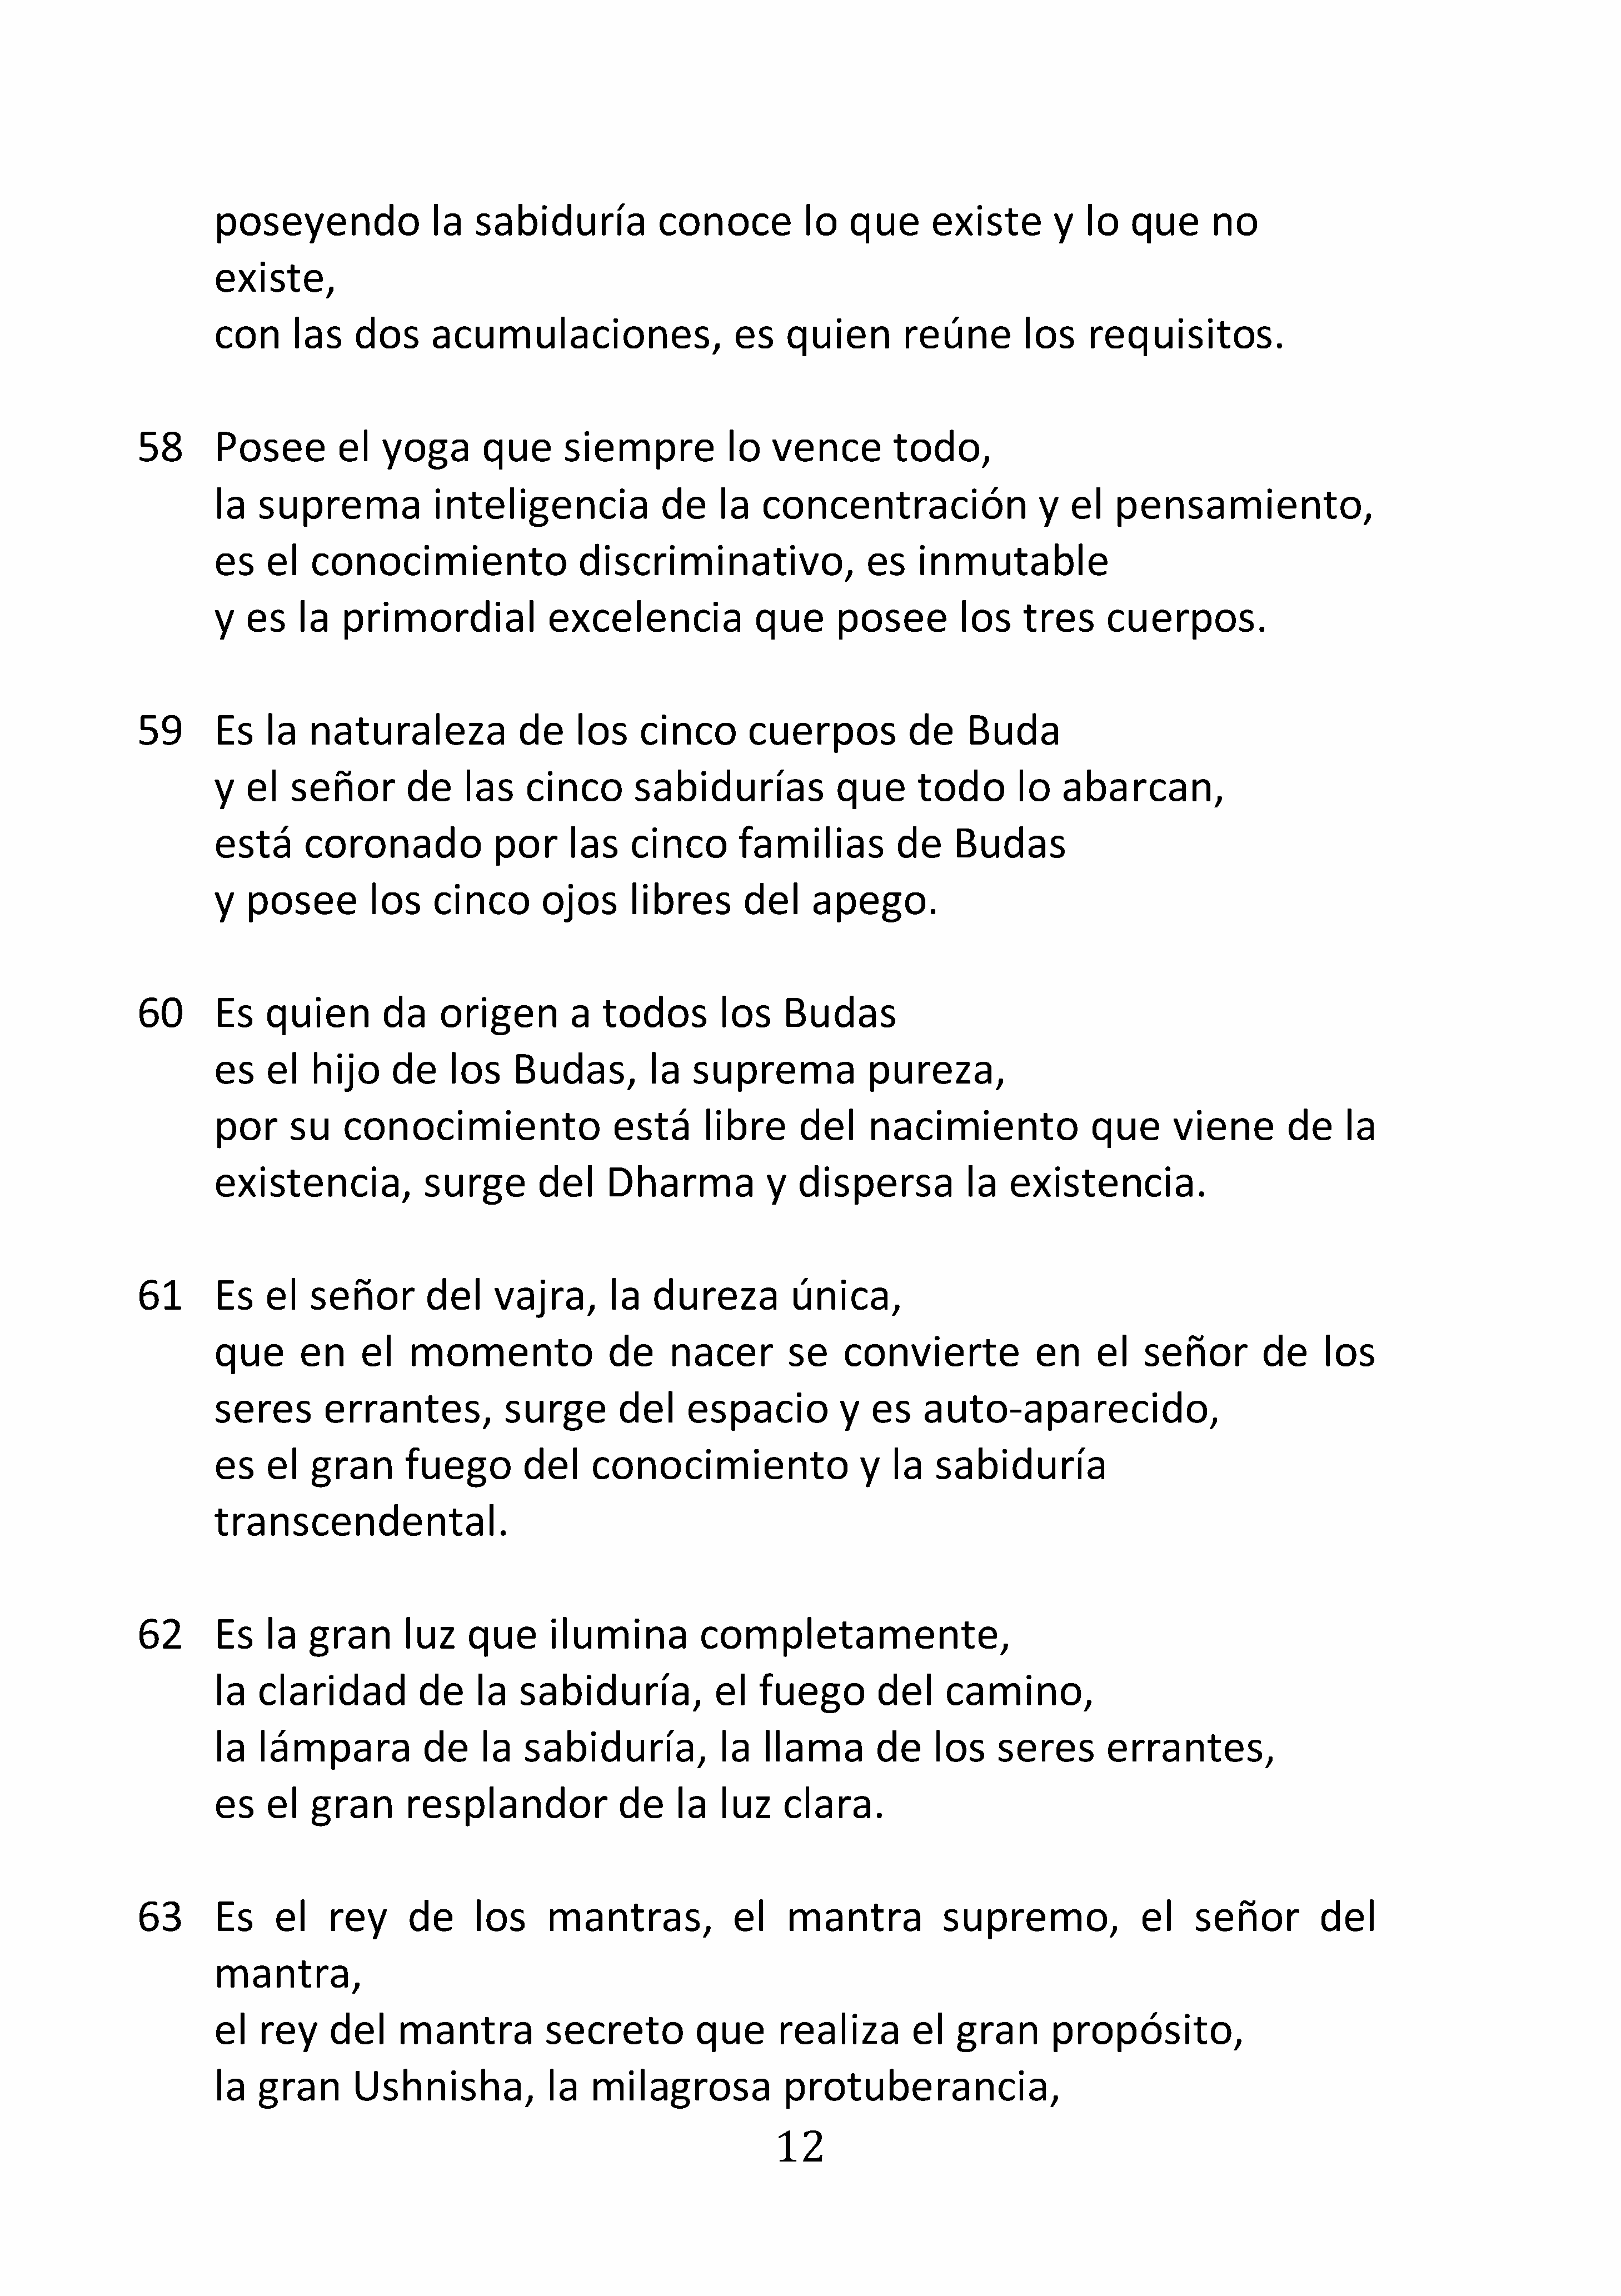 poseyendo la sabiduría conoce lo que existe y lo que no
existe,
con las dos acumulaciones, es quien reúne los requisitos.
58 Posee el yoga que siempre lo vence todo,
la suprema inteligencia de la concentración y el pensamiento,
es el conocimiento discriminativo, es inmutable
y es la primordial excelencia que posee los tres cuerpos.
59 Es la naturaleza de los cinco cuerpos de Buda
y el señor de las cinco sabidurías que todo lo abarcan,
está coronado por las cinco familias de Budas
y posee los cinco ojos libres del apego.
60 Es quien da origen a todos los Budas
es el hijo de los Budas, la suprema pureza,
por su conocimiento está libre del nacimiento que viene de la
existencia, surge del Dharma y dispersa la existencia.
61 Es el señor del vajra, la dureza única,
que en el momento de nacer se convierte en el señor de los
seres errantes, surge del espacio y es auto-aparecido,
es el gran fuego del conocimiento y la sabiduría
transcendental.
62 Es la gran luz que ilumina completamente,
la claridad de la sabiduría, el fuego del camino,
la lámpara de la sabiduría, la llama de los seres errantes,
es el gran resplandor de la luz clara.
63 Es el rey de los mantras, el mantra supremo, el señor del
mantra,
el rey del mantra secreto que realiza el gran propósito,
la gran Ushnisha, la milagrosa protuberancia,
12